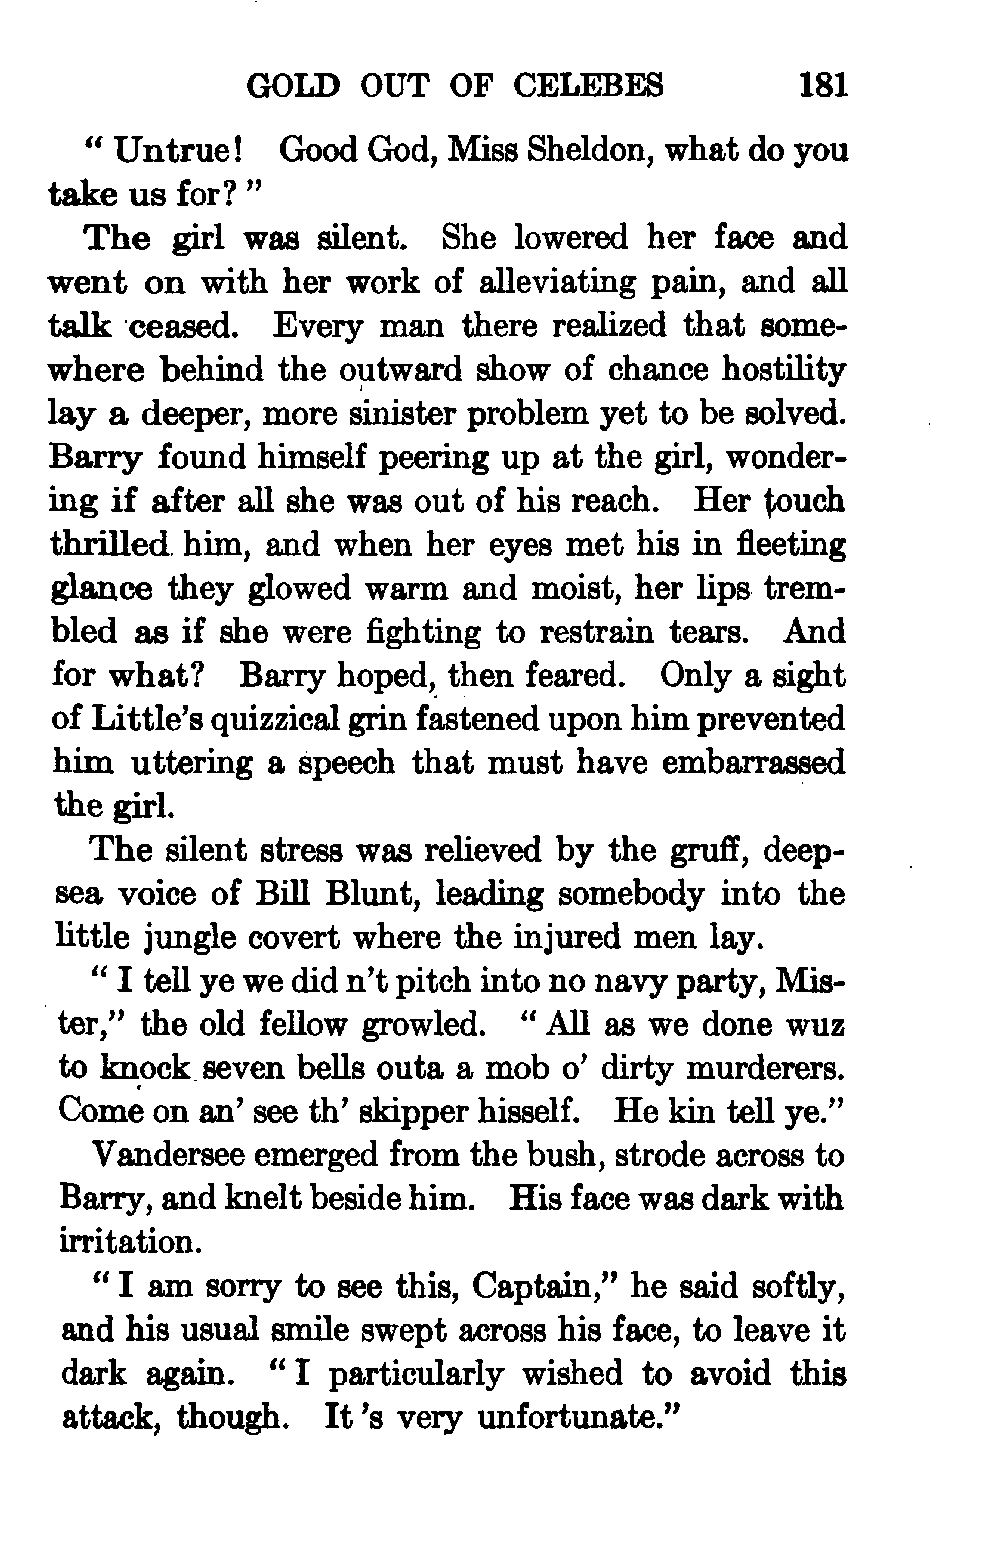 GOLD OUT OF CELEBES 181
“ Untrue! Good God, Miss Sheldon, what do you
take us for? ”
The girl was silent. She lowered her face and
went on with her work of alleviating pain, and all
talk ceased. Every man there realized that some-
where behind the outward show of chance hostility
lay a deeper, more sinister problem yet to be solved.
Barry found himself peering up at the girl, wonder-
ing if after all she was out of his reach. Her touch
thrilled him, and when her eyes met his in fleeting
glance they glowed warm and moist, her lips trem-
bled as if she were fighting to restrain tears. And
for what? Barry hoped, then feared. Only a sight
of Little’s quizzical grin fastened upon him prevented
him uttering a speech that must have embarrassed
the girl.
The silent stress was relieved by the gruff, deep-
sea voice of Bill Blunt, leading somebody into the
little jungle covert where the injured men lay.
“ I tell ye we did n’t pitch into no navy party, Mis-
ter,” the old fellow growled. “ All as we done wuz
to knock seven bells outa a mob o’ dirty murderers.
Come on an’ see th’ skipper hisself. He kin tell ye.”
Vandersee emerged from the bush, strode across to
Barry, and knelt beside him. His face was dark with
irritation.
“ I am sorry to see this, Captain,” he said softly,
and his usual smile swept across his face, to leave it
dark again. “ I particularly wished to avoid this
attack, though. It ’s very unfortunate.”